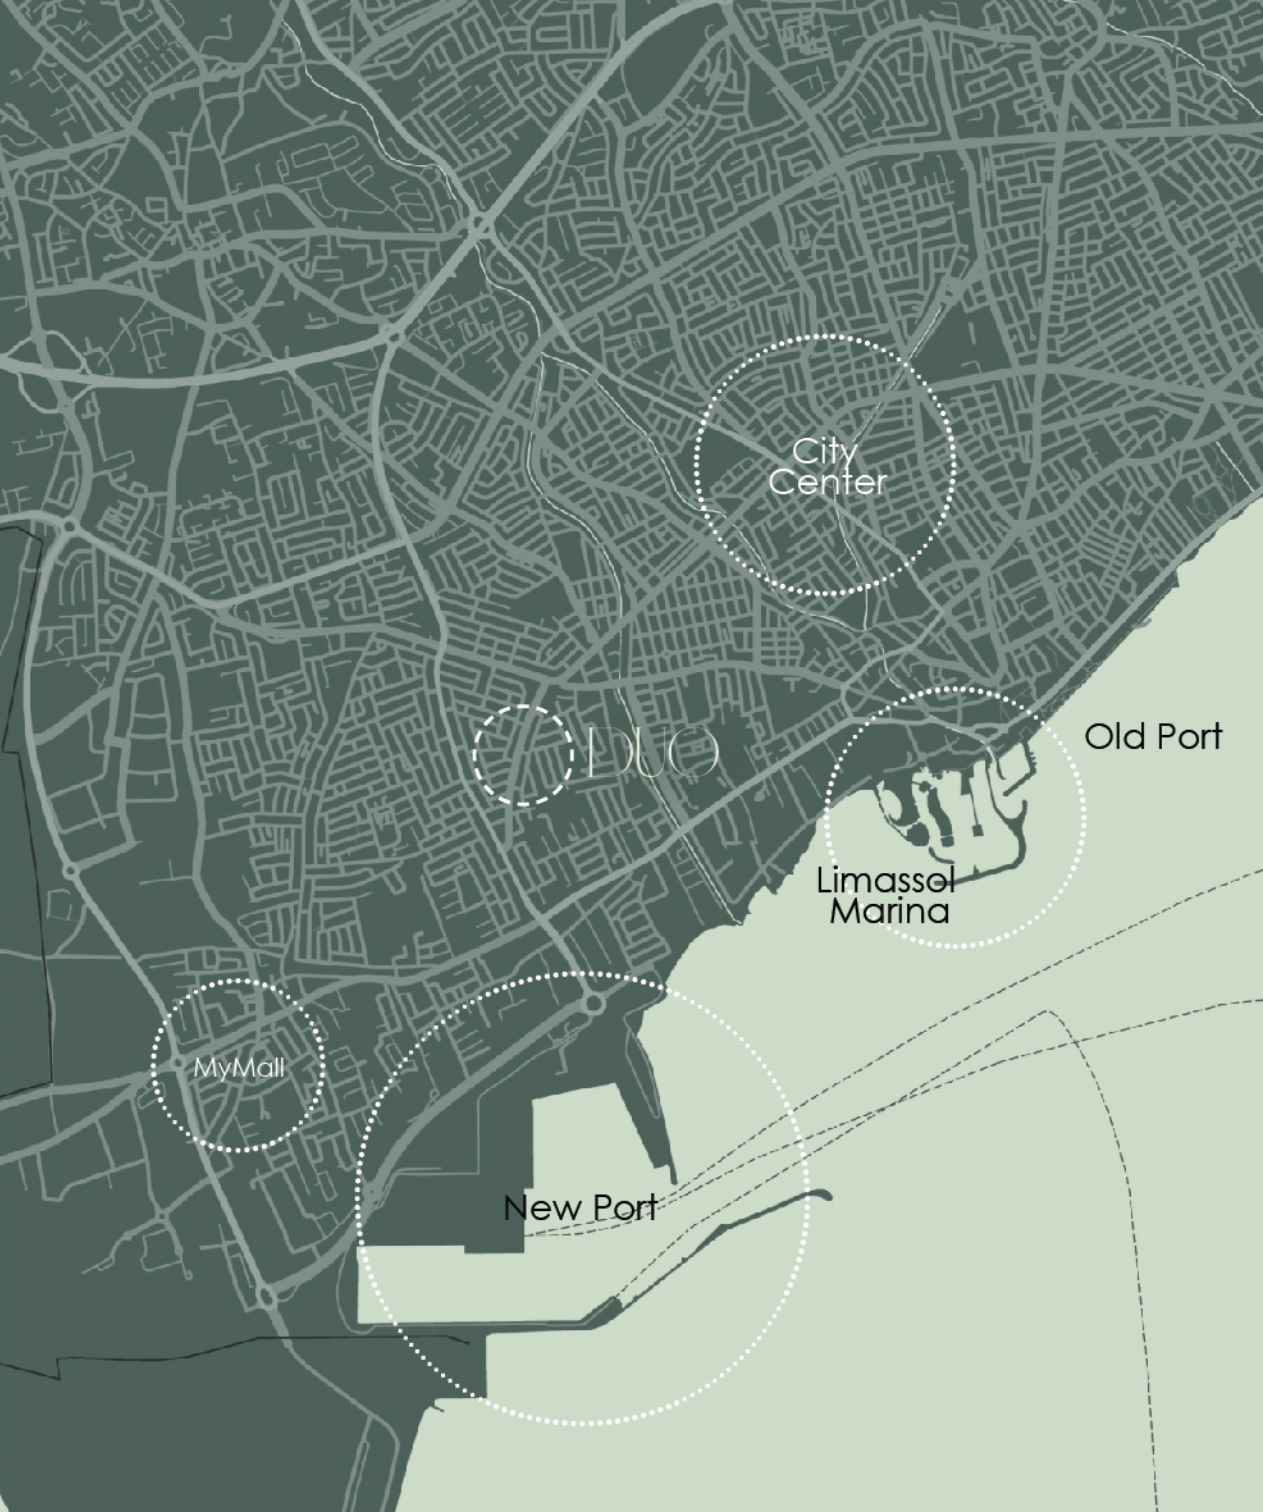 City
Center
DUO
Old Port
Limassol
Marina
MyMall
New Port